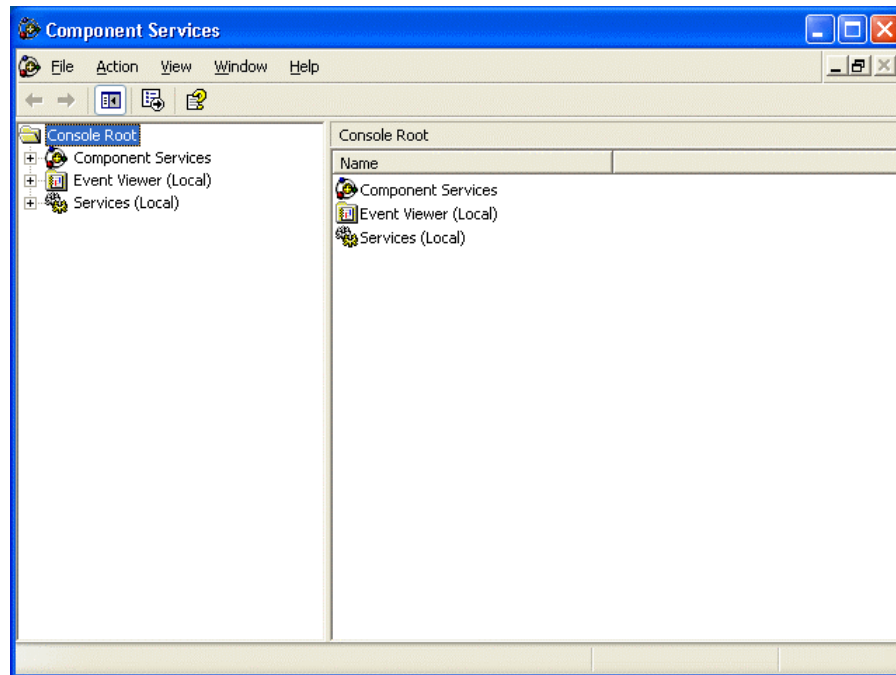 Component Services
File Action View Window Help
Console Root
Component Services
Event Viewer (Local)
Services (Local)
Console Root
Name
Component Services
Event Viewer (Local)
Services (Local)